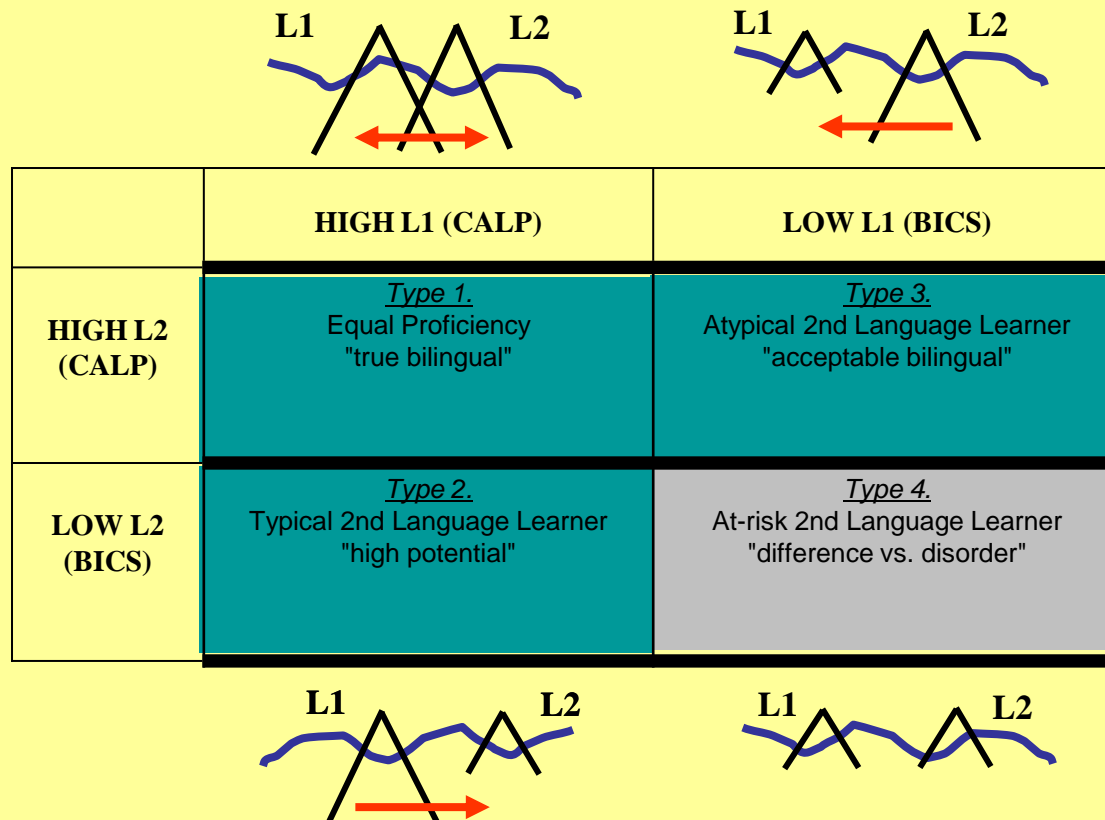 L1 L2 L1 L2
HIGH L1 (CALP) LOW L1 (BICS)
HIGH L2
(CALP)
Type 1.
Equal Proficiency
"true bilingual"
Type 3.
Atypical 2nd Language Learner
"acceptable bilingual"
LOW L2
(BICS)
Type 2.
Typical 2nd Language Learner
"high potential"
Type 4.
At-risk 2nd Language Learner
"difference vs. disorder"
L1 L2 L1 L2